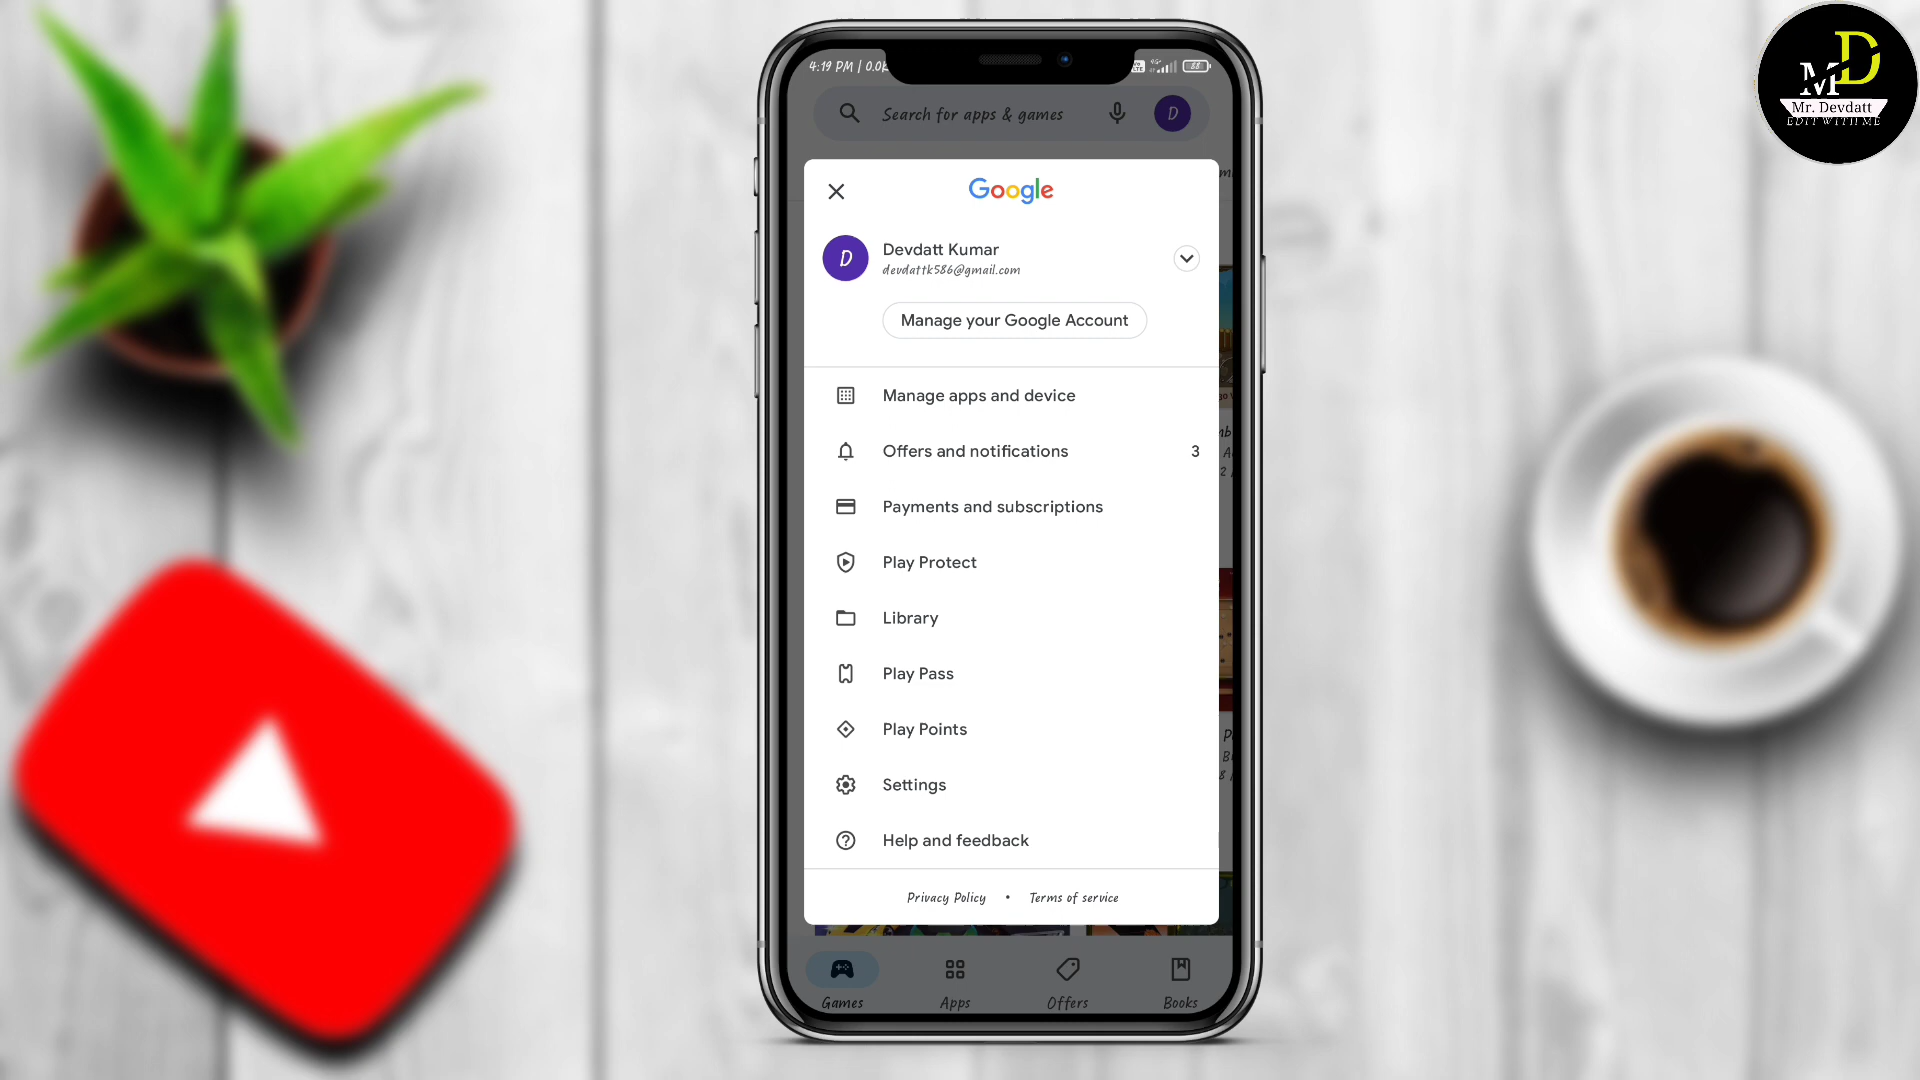 4:19 PM | 0.0K
88
Search for apps & games
D
Google
D
Devdatt Kumar
devdattk586@gmail.com
Manage your Google Account
Manage apps and device
Offers and notifications 3
Payments and subscriptions
Play Protect
Library
Play Pass
Play Points
Settings
Help and feedback
Privacy Policy • Terms of service
Games Apps Offers Books
MD
Mr. Devdatt
EDIT WITH ME